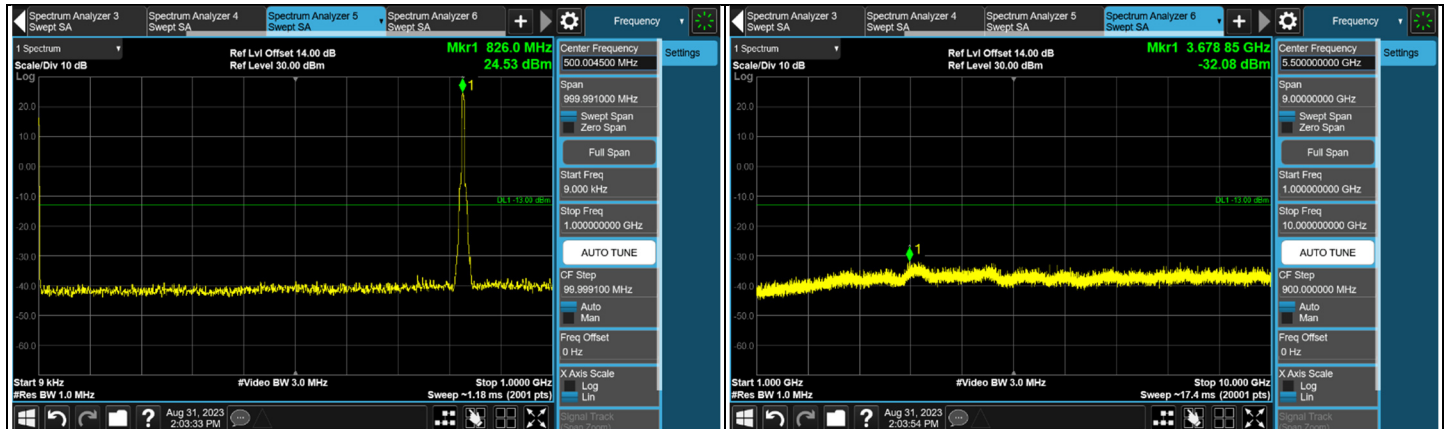 Spectrum Analyzer 3
Swept SA
Spectrum Analyzer 4
Swept SA
Spectrum Analyzer 5
Swept SA
Spectrum Analyzer 6
Swept SA
+
Frequency
1 Spectrum
Scale/Div 10 dB
Log
Ref Lvl Offset 14.00 dB
Ref Level 30.00 dBm
Mkr1 826.0 MHz
24.53 dBm
1
20.0
10.0
0.00
-10.0
-20.0
-30.0
-40.0
-50.0
-60.0
DL1 -13.00 dBm
Start 9 kHz
#Res BW 1.0 MHz
#Video BW 3.0 MHz
Stop 1.0000 GHz
Sweep ~1.18 ms (2001 pts)
Center Frequency
500.004500 MHz
Settings
Span
999.991000 MHz
Swept Span
Zero Span
Full Span
Start Freq
9.000 kHz
Stop Freq
1.000000000 GHz
AUTO TUNE
CF Step
99.999100 MHz
Auto
Man
Freq Offset
0 Hz
X Axis Scale
Log
Lin
Signal Track
(Span Zoom)
?
Aug 31, 2023
2:03:33 PM
Spectrum Analyzer 3
Swept SA
Spectrum Analyzer 4
Swept SA
Spectrum Analyzer 5
Swept SA
Spectrum Analyzer 6
Swept SA
+
Frequency
1 Spectrum
Scale/Div 10 dB
Log
Ref Lvl Offset 14.00 dB
Ref Level 30.00 dBm
Mkr1 3.678 85 GHz
-32.08 dBm
1
20.0
10.0
0.00
-10.0
-20.0
-30.0
-40.0
-50.0
-60.0
DL1 -13.00 dBm
Start 1.000 GHz
#Res BW 1.0 MHz
#Video BW 3.0 MHz
Stop 10.000 GHz
Sweep ~17.4 ms (20001 pts)
Center Frequency
5.500000000 GHz
Settings
Span
9.00000000 GHz
Swept Span
Zero Span
Full Span
Start Freq
1.000000000 GHz
Stop Freq
10.000000000 GHz
AUTO TUNE
CF Step
900.000000 MHz
Auto
Man
Freq Offset
0 Hz
X Axis Scale
Log
Lin
Signal Track
(Span Zoom)
?
Aug 31, 2023
2:03:54 PM